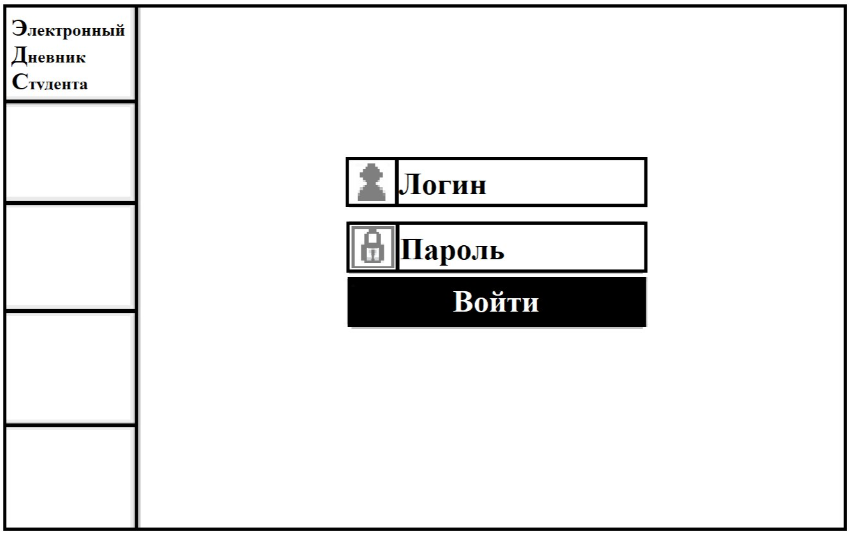 Электронный
Дневник
Студента
Логин
Пароль
Войти